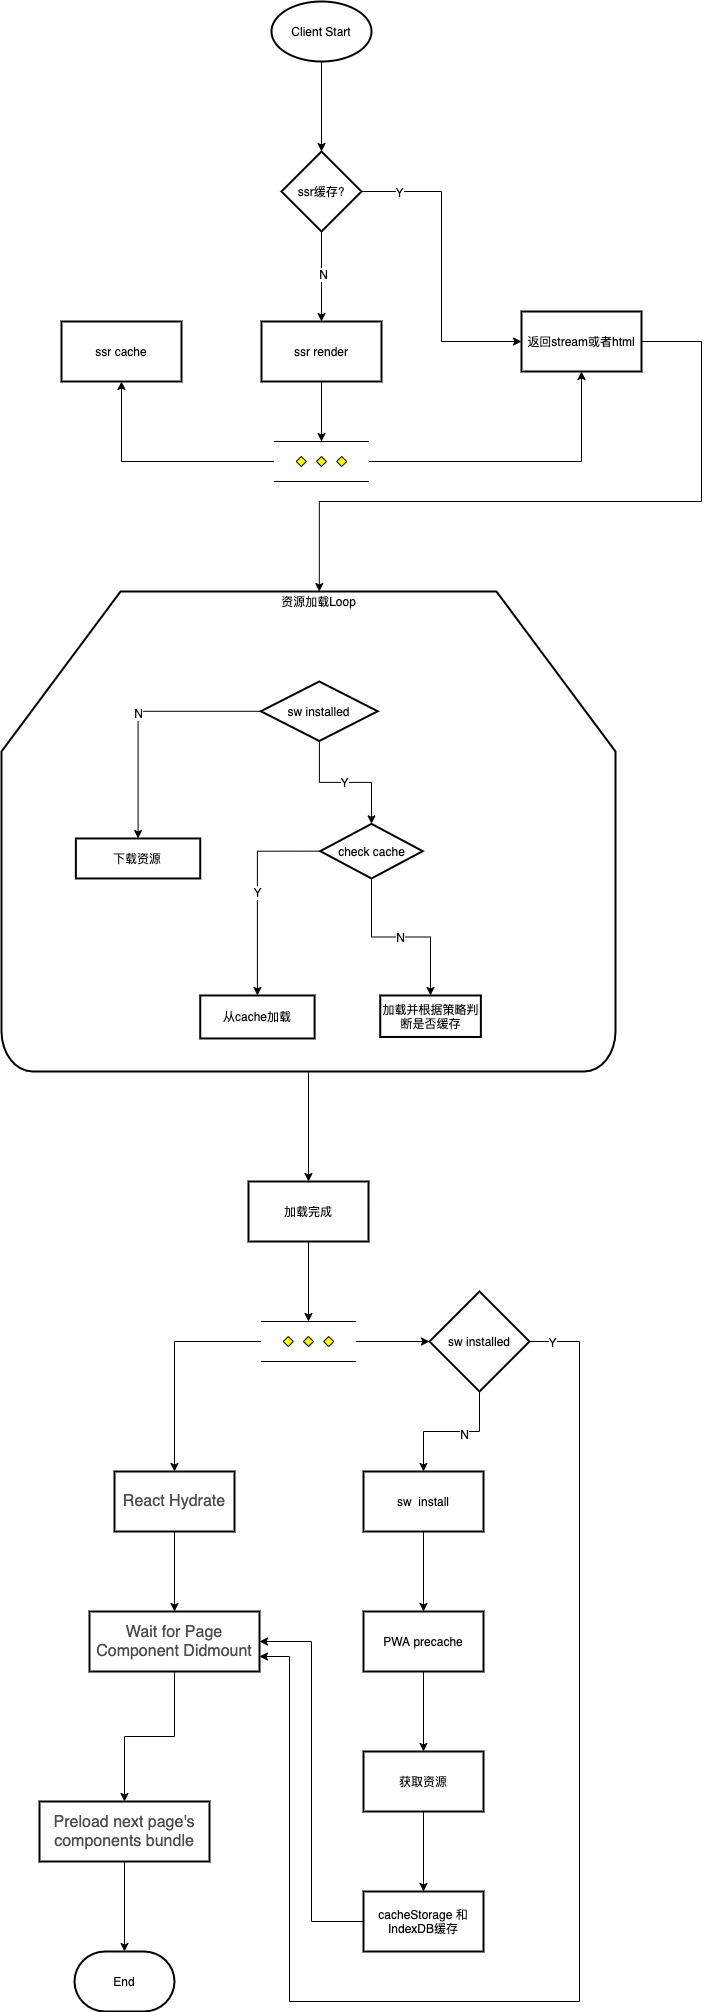 Client Start
ssr缓存?
Y
N
ssr cache
ssr render
返回stream或者html
资源加载Loop
sw installed
N
Y
check cache
下载资源
Y
N
从cache加载
加载并根据策略判
断是否缓存
加载完成
sw installed
Y
N
React Hydrate
sw install
Wait for Page
Component Didmount
PWA precache
获取资源
Preload next page's
components bundle
cacheStorage 和
IndexDB缓存
End